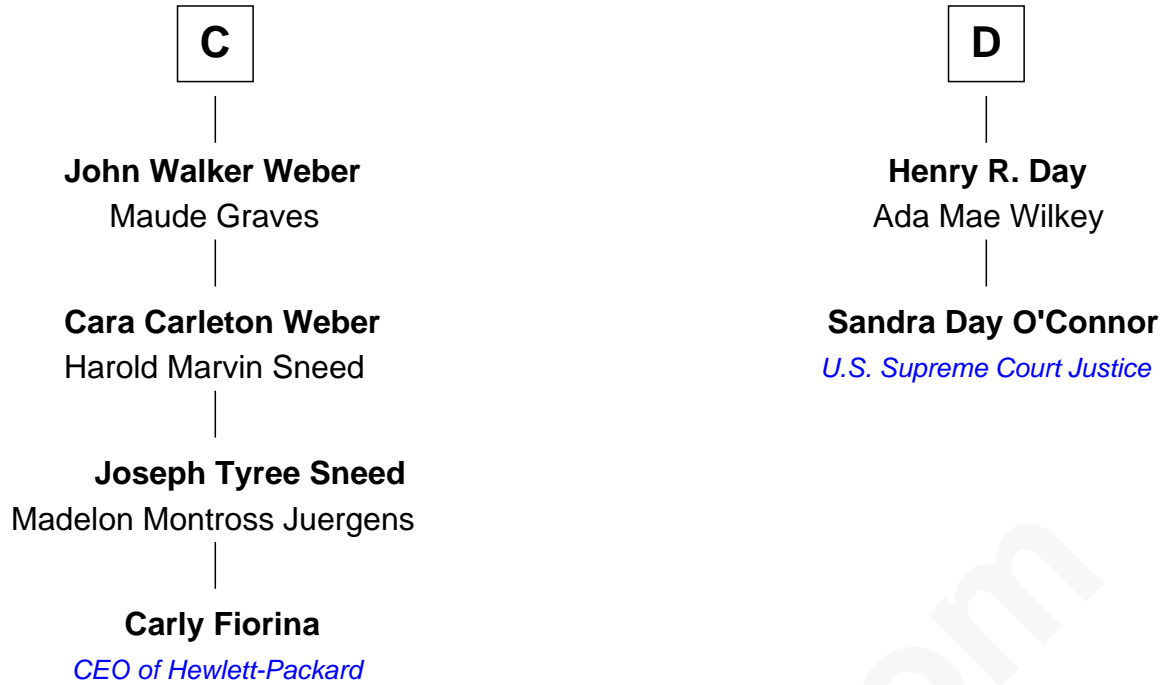 C
John Walker Weber
Maude Graves
Cara Carleton Weber
Harold Marvin Sneed
Joseph Tyree Sneed
Madelon Montross Juergens
Carly Fiorina
CEO of Hewlett-Packard
D
Henry R. Day
Ada Mae Wilkey
Sandra Day O'Connor
U.S. Supreme Court Justice
om